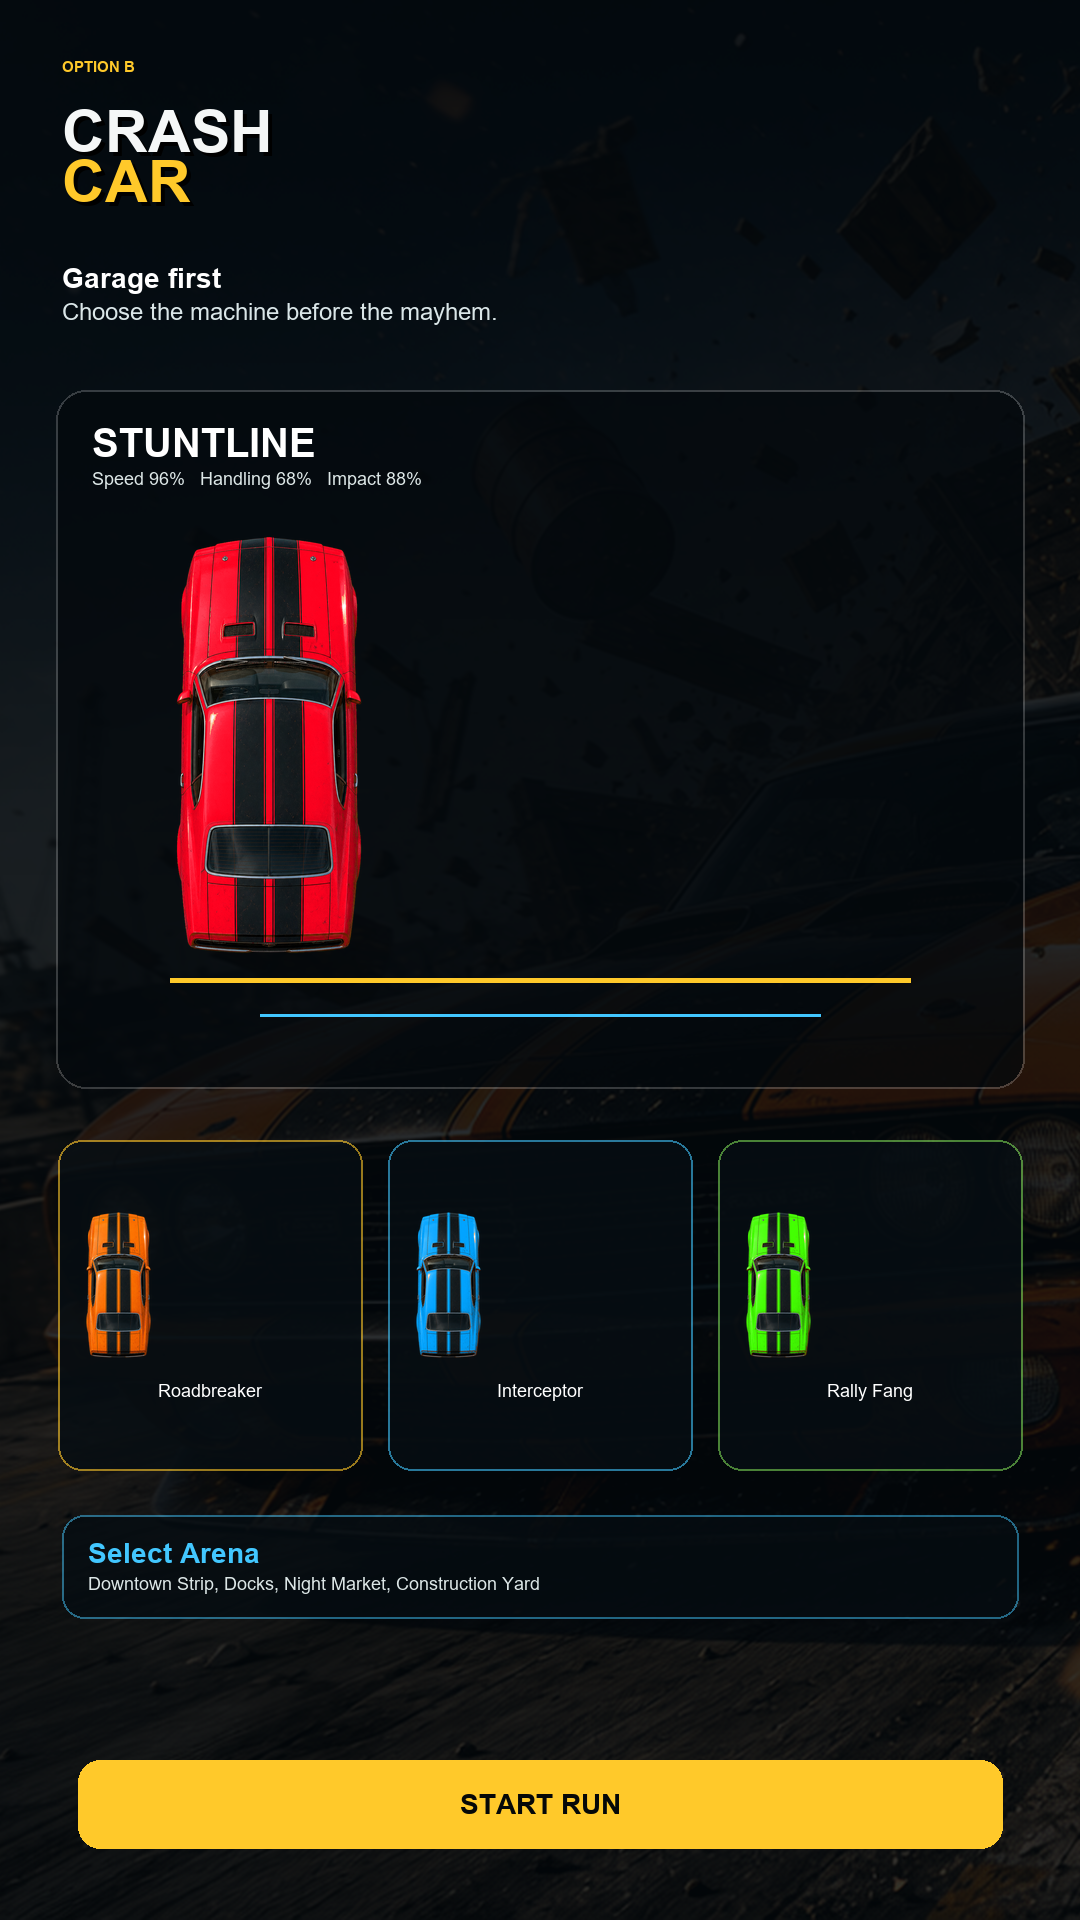 OPTION B
CRASH
CAR
Garage first
Choose the machine before the mayhem.
STUNTLINE
Speed 96%   Handling 68%   Impact 88%
Roadbreaker
Interceptor
Rally Fang
Select Arena
Downtown Strip, Docks, Night Market, Construction Yard
START RUN